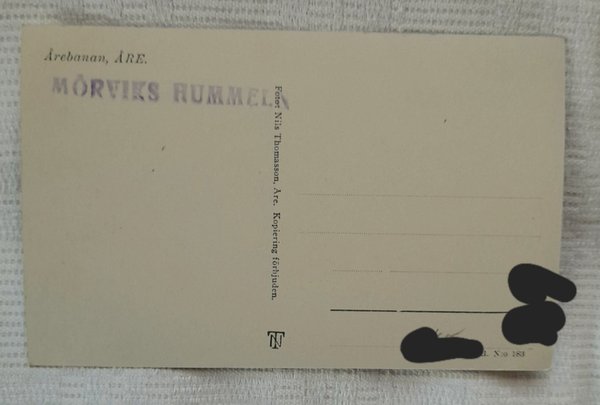 Årebanan, ÅRE.
MÖRVIKS HUMMELN
Foto: Nils Thomasson, Åre. Kopiering förbjuden.
NT
N:o 183